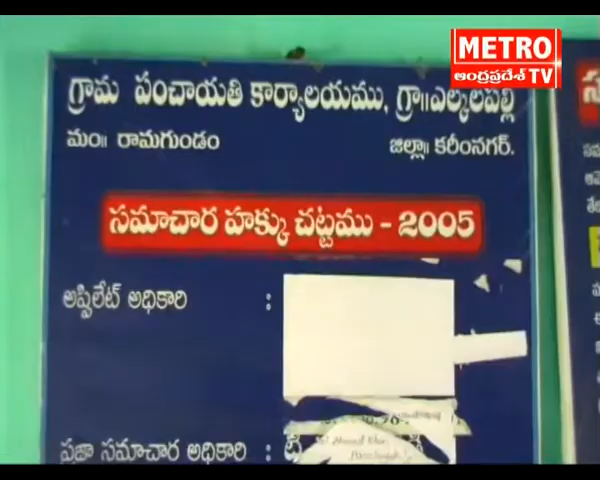 METRO
ఆంధ్రప్రదేశ్ TV
గ్రామ పంచాయతి కార్యాలయము, గ్రా॥ఎల్కలపల్లి
మం॥ రామగుండం జిల్లా॥ కరీంనగర్.
సమాచార హక్కు చట్టము - 2005
అప్పిలేట్ అధికారి :
ప్రజా సమాచార అధికారి :